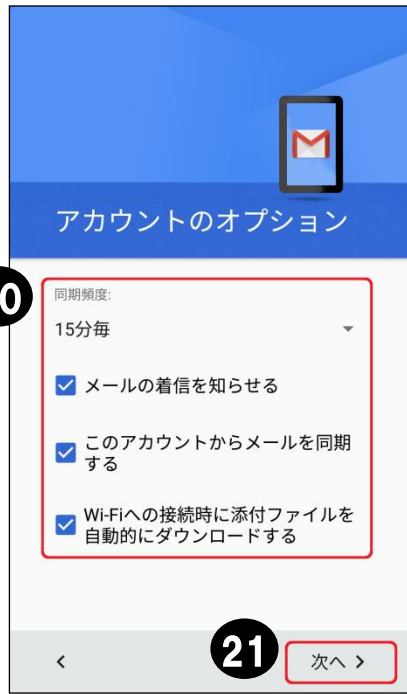 アカウントのオプション
0
同期頻度:
15分毎
メールの着信を知らせる
このアカウントからメールを同期
する
Wi-Fiへの接続時に添付ファイルを
自動的にダウンロードする
21
次へ